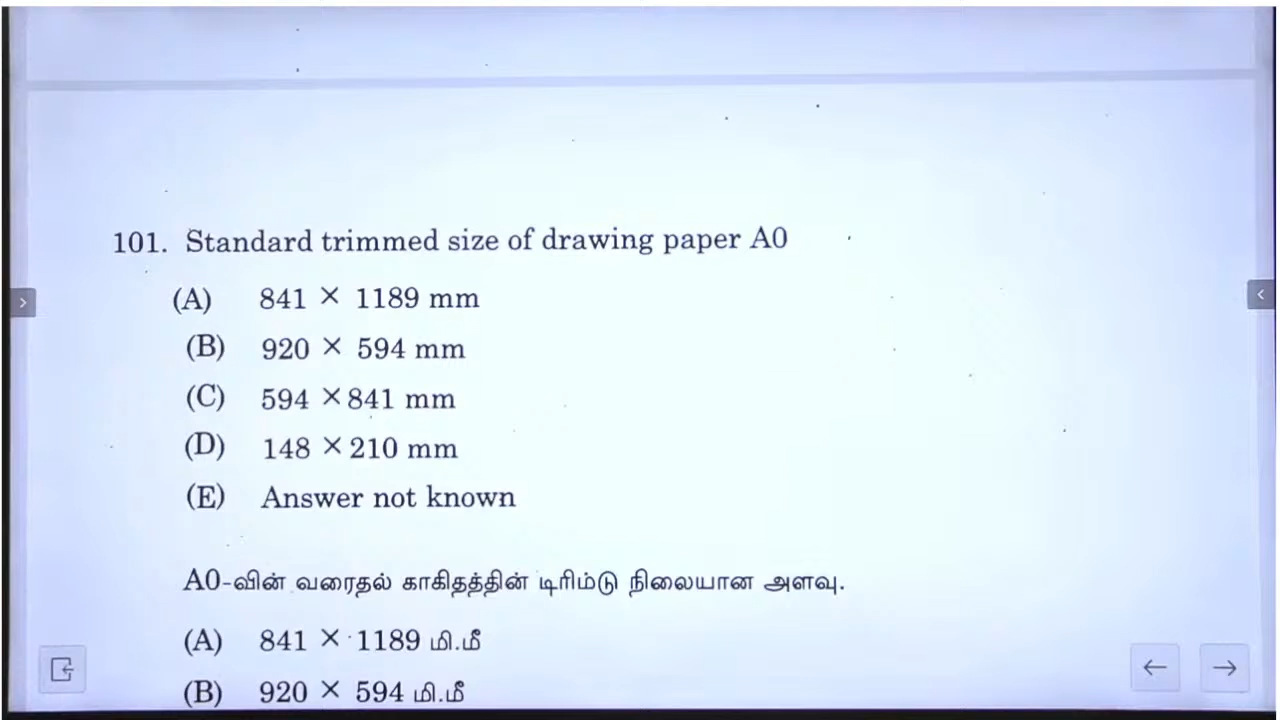 101. Standard trimmed size of drawing paper A0
(A) 841 × 1189 mm
(B) 920 × 594 mm
(C) 594 × 841 mm
(D) 148 × 210 mm
(E) Answer not known
A0-வின் வரைதல் காகிதத்தின் டிரிம்டு நிலையான அளவு.
(A) 841 × 1189 மி.மீ
(B) 920 × 594 மி.மீ